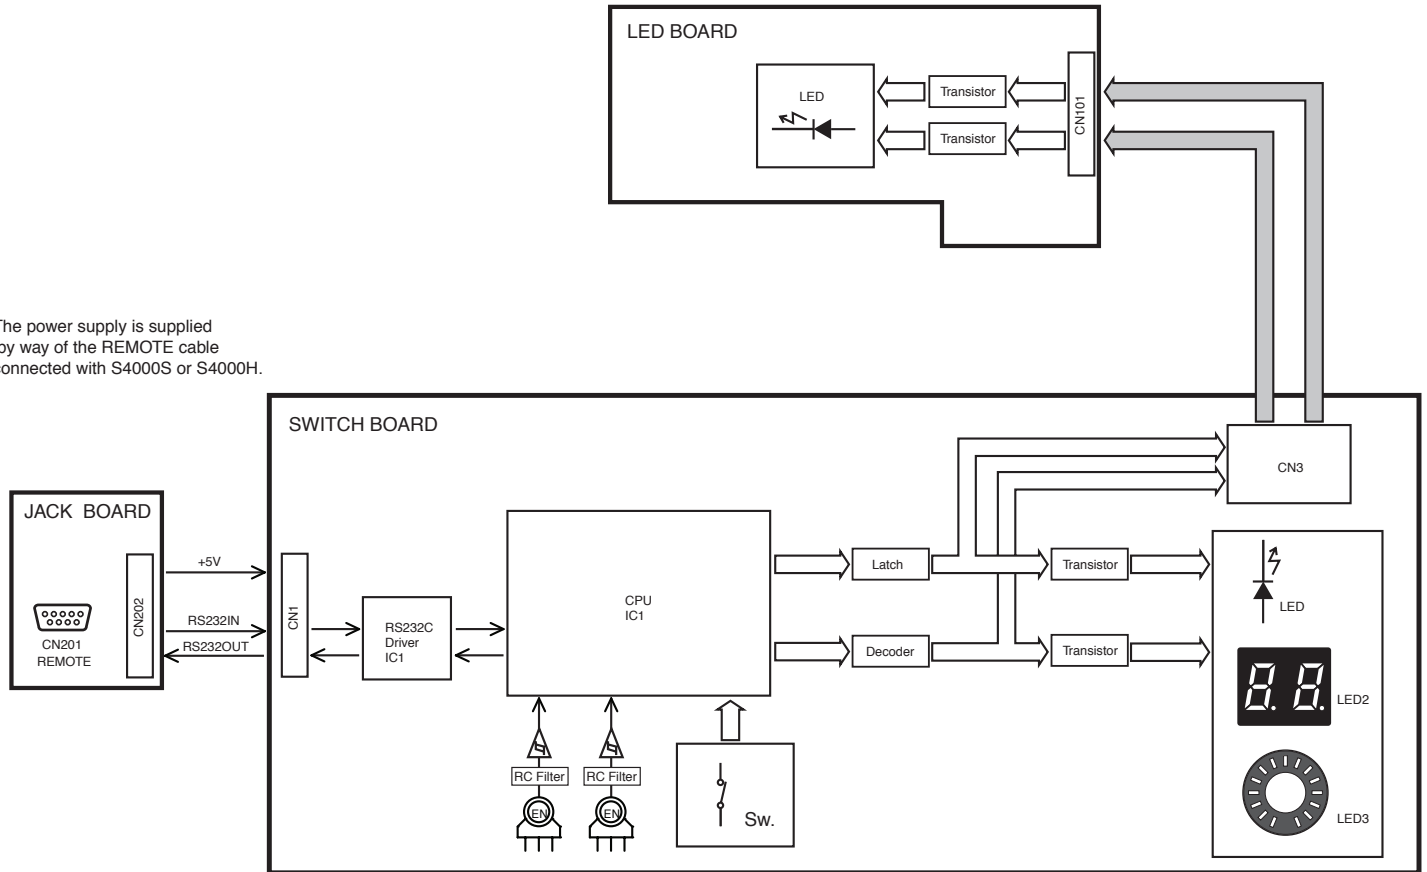 LED BOARD
LED
Transistor
Transistor
CN101
The power supply is supplied
by way of the REMOTE cable
connected with S4000S or S4000H.
SWITCH BOARD
CN3
JACK BOARD
CN201
REMOTE
CN202
+5V
RS232IN
RS232OUT
CN1
RS232C
Driver
IC1
CPU
IC1
Latch
Transistor
Decoder
Transistor
LED
8.8.
LED2
LED3
RC Filter
RC Filter
EN
EN
Sw.